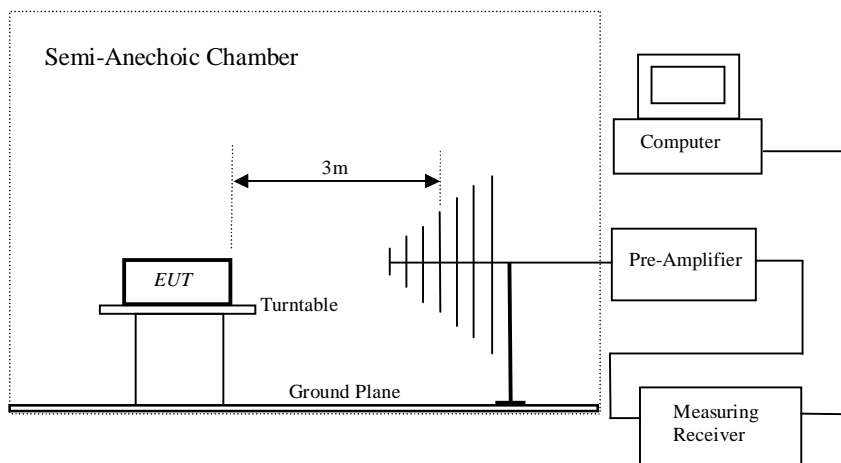 Semi-Anechoic Chamber
Computer
3m
Pre-Amplifier
EUT
Turntable
Ground Plane
Measuring
Receiver